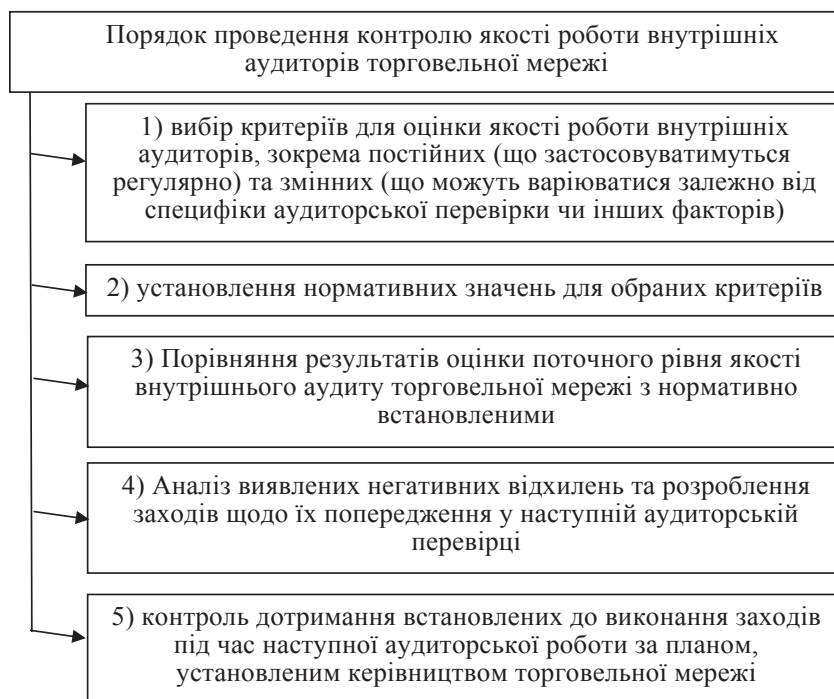 Порядок проведення контролю якості роботи внутрішніх
аудиторів торговельної мережі
1) вибір критеріїв для оцінки якості роботи внутрішніх
аудиторів, зокрема постійних (що застосовуватимуться
регулярно) та змінних (що можуть варіюватися залежно від
специфіки аудиторської перевірки чи інших факторів)
2) установлення нормативних значень для обраних критеріїв
3) Порівняння результатів оцінки поточного рівня якості
внутрішнього аудиту торговельної мережі з нормативно
встановленими
4) Аналіз виявлених негативних відхилень та розроблення
заходів щодо їх попередження у наступній аудиторській
перевірці
5) контроль дотримання встановлених до виконання заходів
під час наступної аудиторської роботи за планом,
установленим керівництвом торговельної мережі